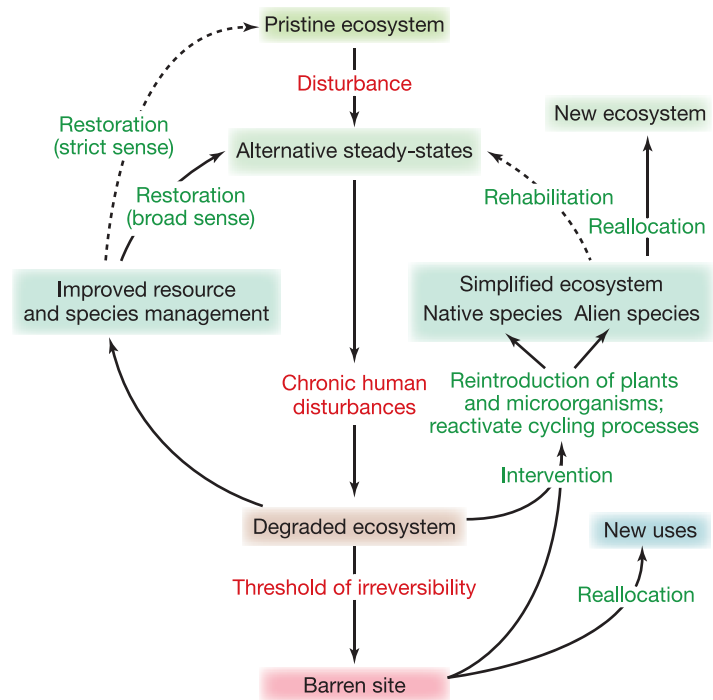 Pristine ecosystem
Disturbance
New ecosystem
Restoration
(strict sense)
Alternative steady-states
Restoration
(broad sense)
Rehabilitation
Reallocation
Improved resource
and species management
Simplified ecosystem
Native species Alien species
Chronic human
disturbances
Reintroduction of plants
and microorganisms;
reactivate cycling processes
Intervention
Degraded ecosystem
New uses
Threshold of irreversibility
Reallocation
Barren site